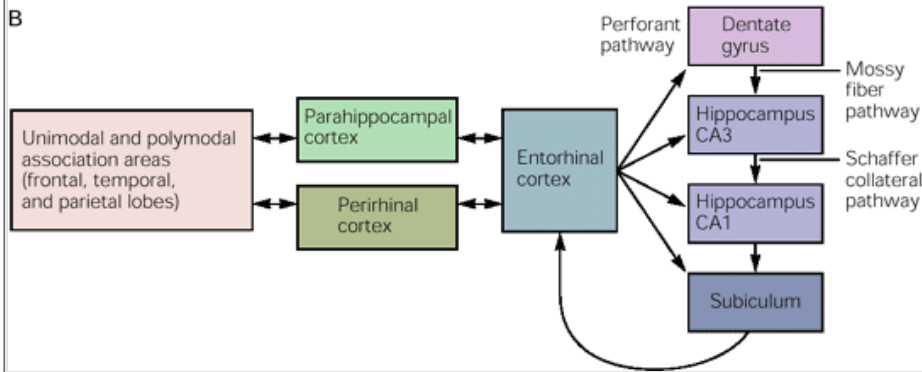 B
Unimodal and polymodal
association areas
(frontal, temporal,
and parietal lobes)
Parahippocampal
cortex
Perirhinal
cortex
Entorhinal
cortex
Perforant
pathway
Dentate
gyrus
Mossy
fiber
pathway
Hippocampus
CA3
Schaffer
collateral
pathway
Hippocampus
CA1
Subiculum